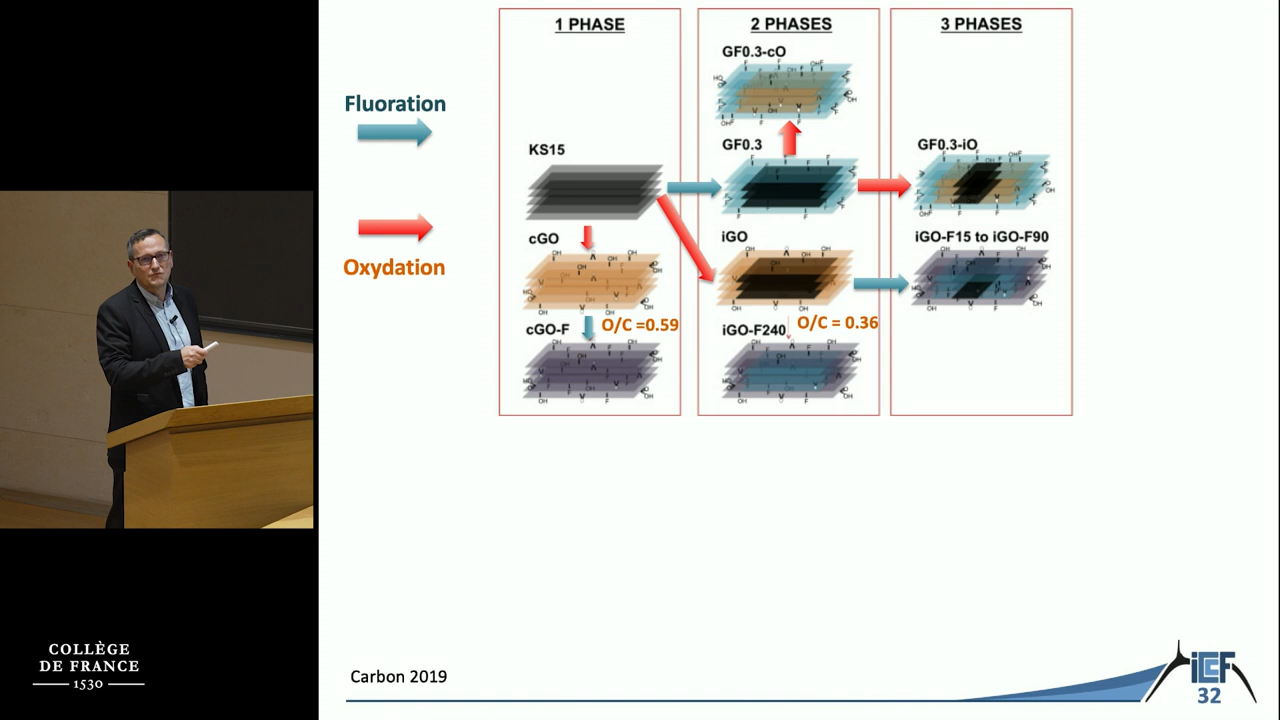 1 PHASE
2 PHASES
3 PHASES
GF0.3-cO
Fluoration
KS15
GF0.3
GF0.3-iO
cGO
iGO
iGO-F15 to iGO-F90
Oxydation
O/C =0.59
O/C = 0.36
cGO-F
iGO-F240
Carbon 2019
iCCF
32
COLLÈGE
DE FRANCE
1530